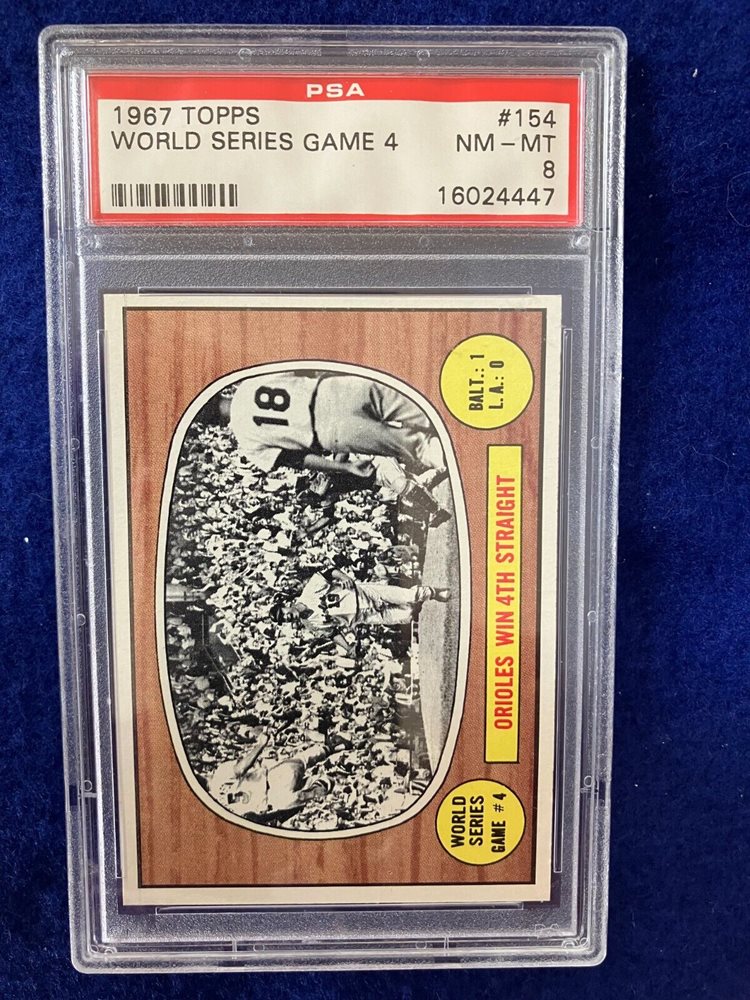 PSA
1967 TOPPS #154
WORLD SERIES GAME 4 NM - MT
8
16024447
BALT.: 1
L. A.: 0
ORIOLES WIN 4TH STRAIGHT
WORLD
SERIES
GAME #4
18
19